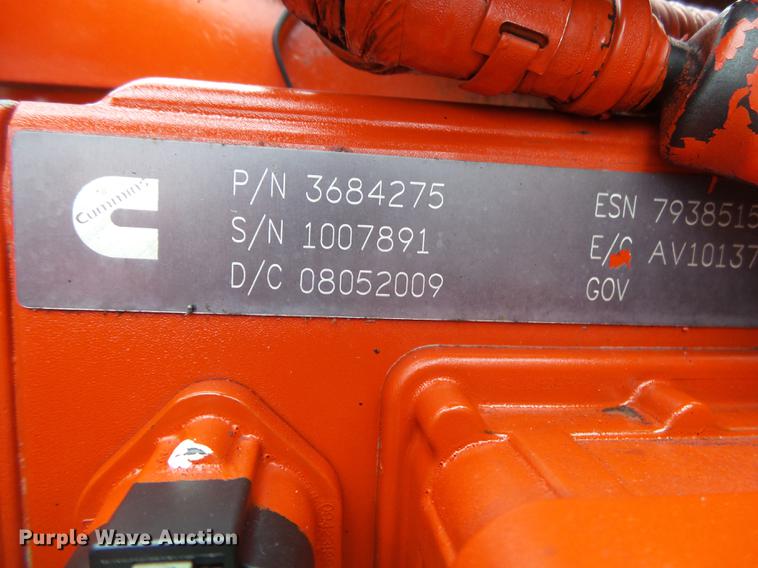 Cummins
P/N 3684275
S/N 1007891
D/C 08052009
ESN 7938515
E/C AV10137
GOV
Purple Wave Auction